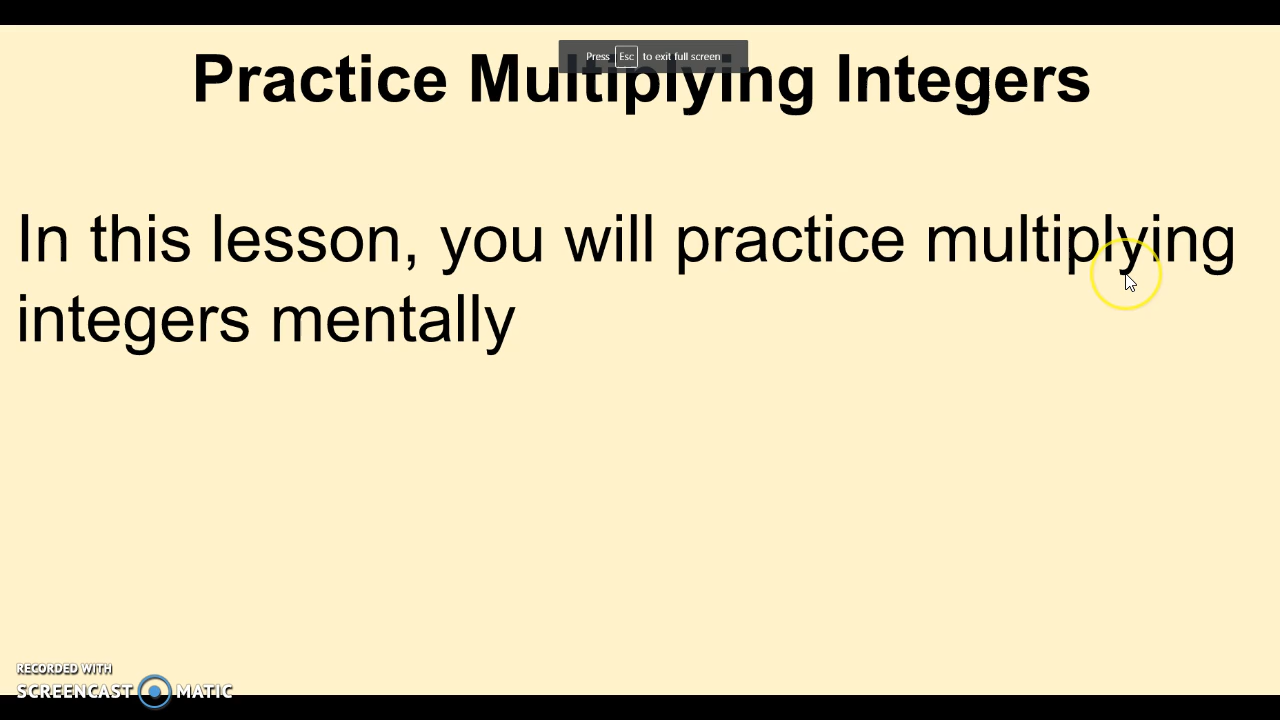 Practice Multiplying Integers
Press Esc to exit full screen
In this lesson, you will practice multiplying
integers mentally
RECORDED WITH
SCREENCAST MATIC